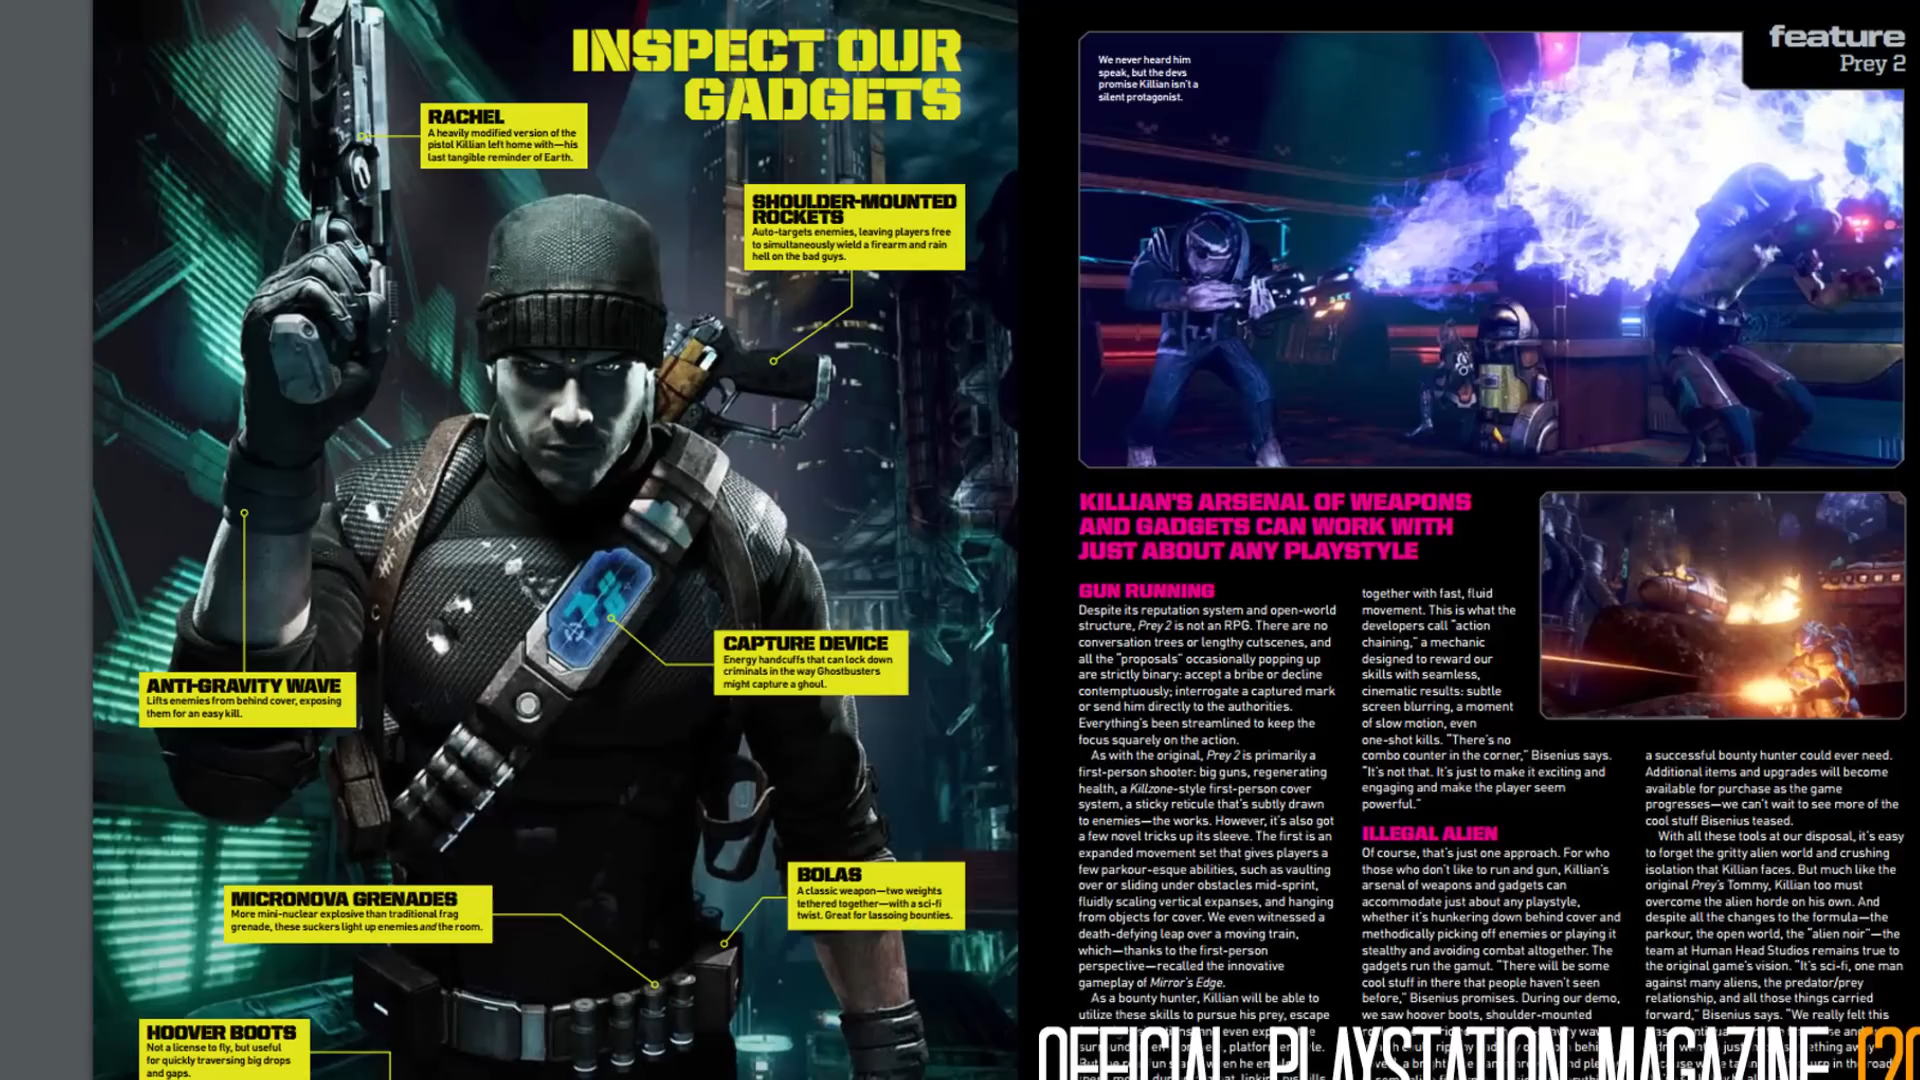 INSPECT OUR
GADGETS
RACHEL
A heavily modified version of the
pistol Killian left home with—his
last tangible reminder of Earth.
SHOULDER-MOUNTED
ROCKETS
Auto-targets enemies, leaving players free
to simultaneously wield a firearm and rain
hell on the bad guys.
CAPTURE DEVICE
Energy handcuffs that can lock down
criminals in the way Ghostbusters
might capture a ghoul.
ANTI-GRAVITY WAVE
Lifts enemies from behind cover, exposing
them for an easy kill.
BOLAS
A classic weapon—two weights
tethered together—with a sci-fi
twist. Great for lassoing bounties.
MICRONOVA GRENADES
More mini-nuclear explosive than traditional frag
grenade, these suckers light up enemies and the room.
HOOVER BOOTS
Not a license to fly, but useful
for quickly traversing big drops
and gaps.
feature
Prey 2
We never heard him
speak, but the devs
promise Killian isn't a
silent protagonist.
KILLIAN'S ARSENAL OF WEAPONS
AND GADGETS CAN WORK WITH
JUST ABOUT ANY PLAYSTYLE
GUN RUNNING
Despite its reputation system and open-world
structure, Prey 2 is not an RPG. There are no
conversation trees or lengthy cutscenes, and
all the "proposals" occasionally popping up
are strictly binary: accept a bribe or decline
contemptuously; interrogate a captured mark
or send him directly to the authorities.
Everything's been streamlined to keep the
focus squarely on the action.
As with the original, Prey 2 is primarily a
first-person shooter: big guns, regenerating
health, a Killzone-style first-person cover
system, a sticky reticule that's subtly drawn
to enemies—the works. However, it's also got
a few novel tricks up its sleeve. The first is an
expanded movement set that gives players a
few parkour-esque abilities, such as vaulting
over or sliding under obstacles mid-sprint,
fluidly scaling vertical expanses, and hanging
from objects for cover. We even witnessed a
death-defying leap over a moving train,
which—thanks to the first-person
perspective—recalled the innovative
gameplay of Mirror's Edge.
As a bounty hunter, Killian will be able to
utilize these skills to pursue his prey, escape
together with fast, fluid
movement. This is what the
developers call "action
chaining," a mechanic
designed to reward our
skills with seamless,
cinematic results: subtle
screen blurring, a moment
of slow motion, even
one-shot kills. "There's no
combo counter in the corner," Bisenius says.
"It's not that. It's just to make it exciting and
engaging and make the player seem
powerful."
ILLEGAL ALIEN
Of course, that's just one approach. For who
those who don't like to run and gun, Killian's
arsenal of weapons and gadgets can
accommodate just about any playstyle,
whether it's hunkering down behind cover and
methodically picking off enemies or playing it
stealthy and avoiding combat altogether. The
gadgets run the gamut. "There will be some
cool stuff in there that people haven't seen
before," Bisenius promises. During our demo,
we saw hoover boots, shoulder-mounted
a successful bounty hunter could ever need.
Additional items and upgrades will become
available for purchase as the game
progresses—we can't wait to see more of the
cool stuff Bisenius teased.
With all these tools at our disposal, it's easy
to forget the gritty alien world and crushing
isolation that Killian faces. But much like the
original Prey's Tommy, Killian too must
overcome the alien horde on his own. And
despite all the changes to the formula—the
parkour, the open world, the "alien noir"—the
team at Human Head Studios remains true to
the original game's vision. "It's sci-fi, one man
against many aliens, the predator/prey
relationship, and all those things carried
forward," Bisenius says. "We really felt this
OFFICIAL PLAYSTATION MAGAZINE (20